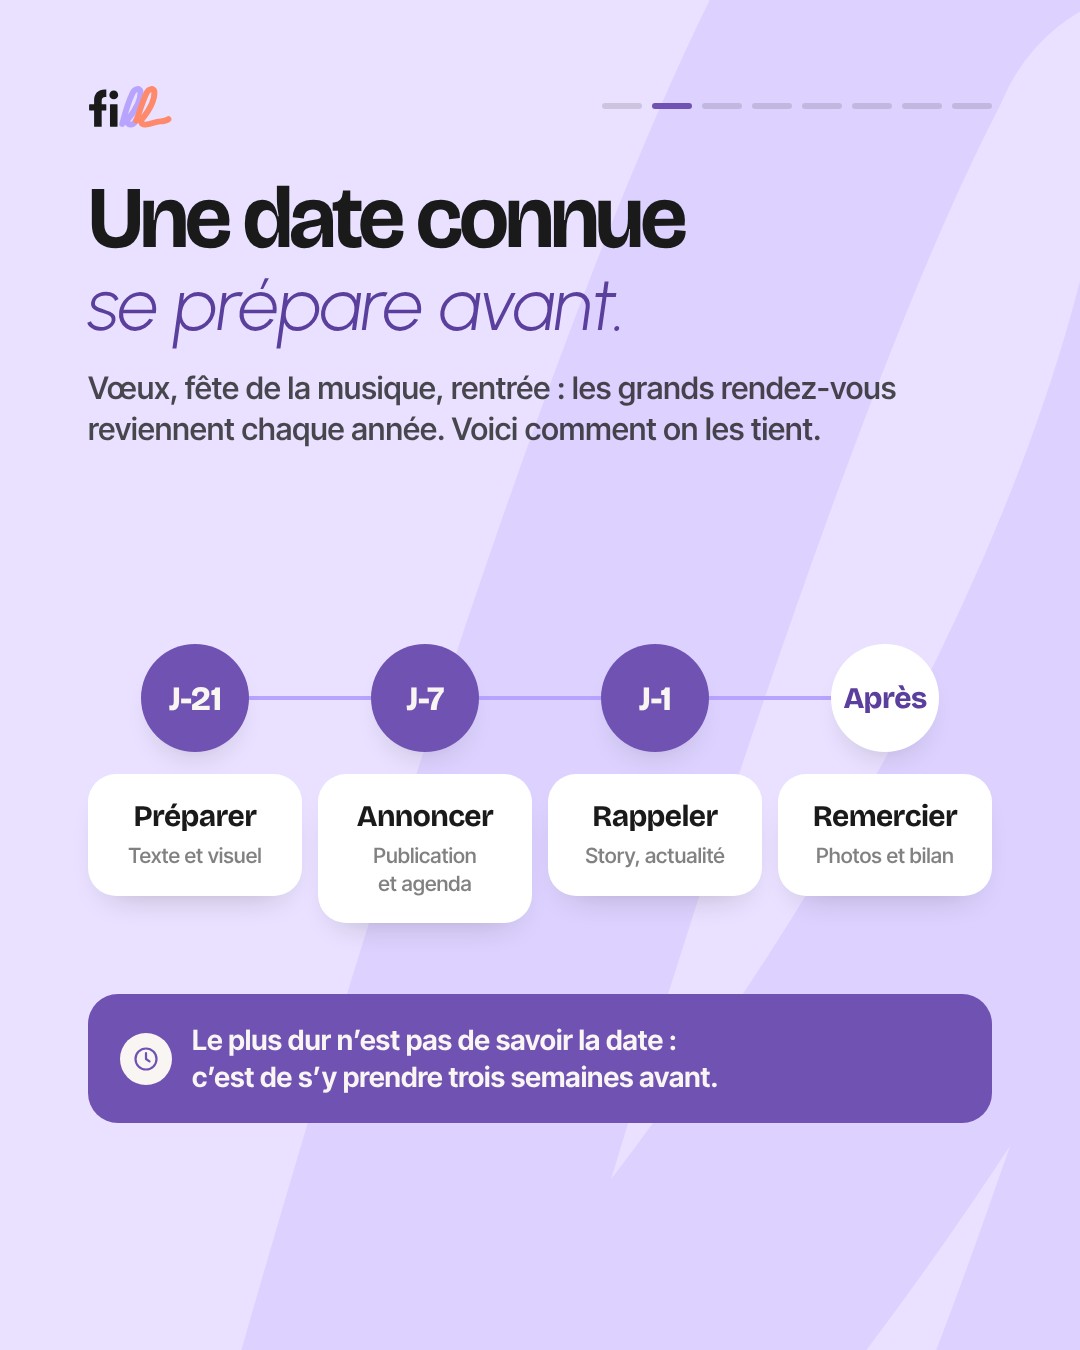 fill
Une date connue
se prépare avant.
Vœux, fête de la musique, rentrée : les grands rendez-vous
reviennent chaque année. Voici comment on les tient.
J-21
J-7
J-1
Après
Préparer
Texte et visuel
Annoncer
Publication
et agenda
Rappeler
Story, actualité
Remercier
Photos et bilan
Le plus dur n’est pas de savoir la date :
c’est de s’y prendre trois semaines avant.